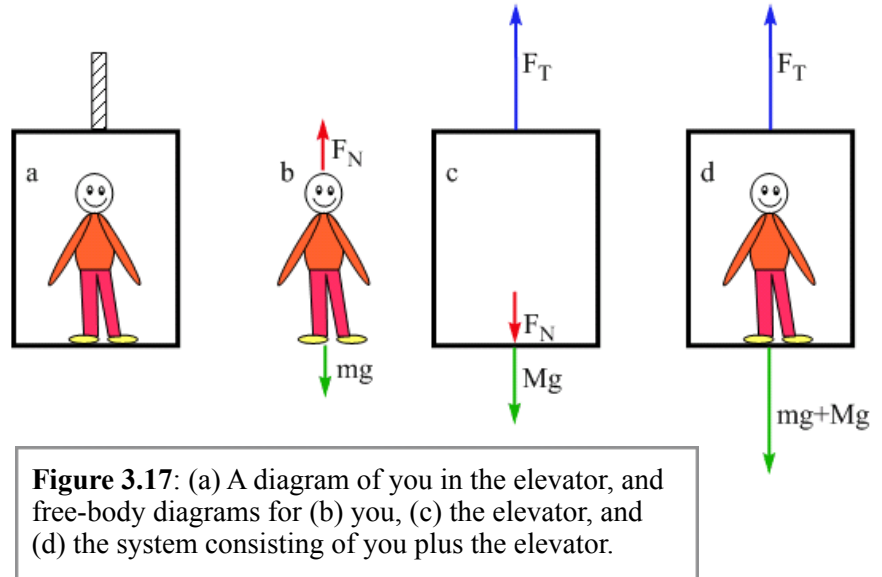 F_T
F_T
a
b
F_N
c
d
F_N
mg
Mg
mg+Mg
Figure 3.17: (a) A diagram of you in the elevator, and
free-body diagrams for (b) you, (c) the elevator, and
(d) the system consisting of you plus the elevator.